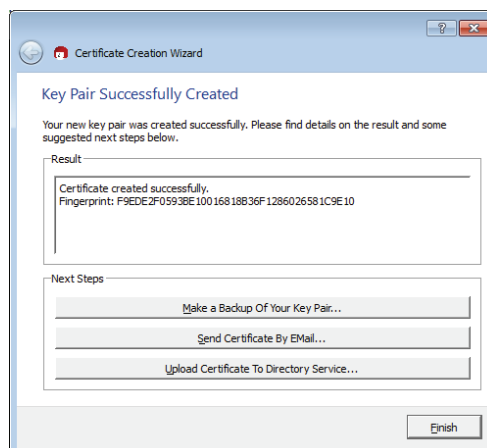 Certificate Creation Wizard
Key Pair Successfully Created
Your new key pair was created successfully. Please find details on the result and some
suggested next steps below.
Result
Certificate created successfully.
Fingerprint: F9EDE2F0593BE10016818B36F1286026581C9E10
Next Steps
Make a Backup Of Your Key Pair...
Send Certificate By EMail...
Upload Certificate To Directory Service...
Finish